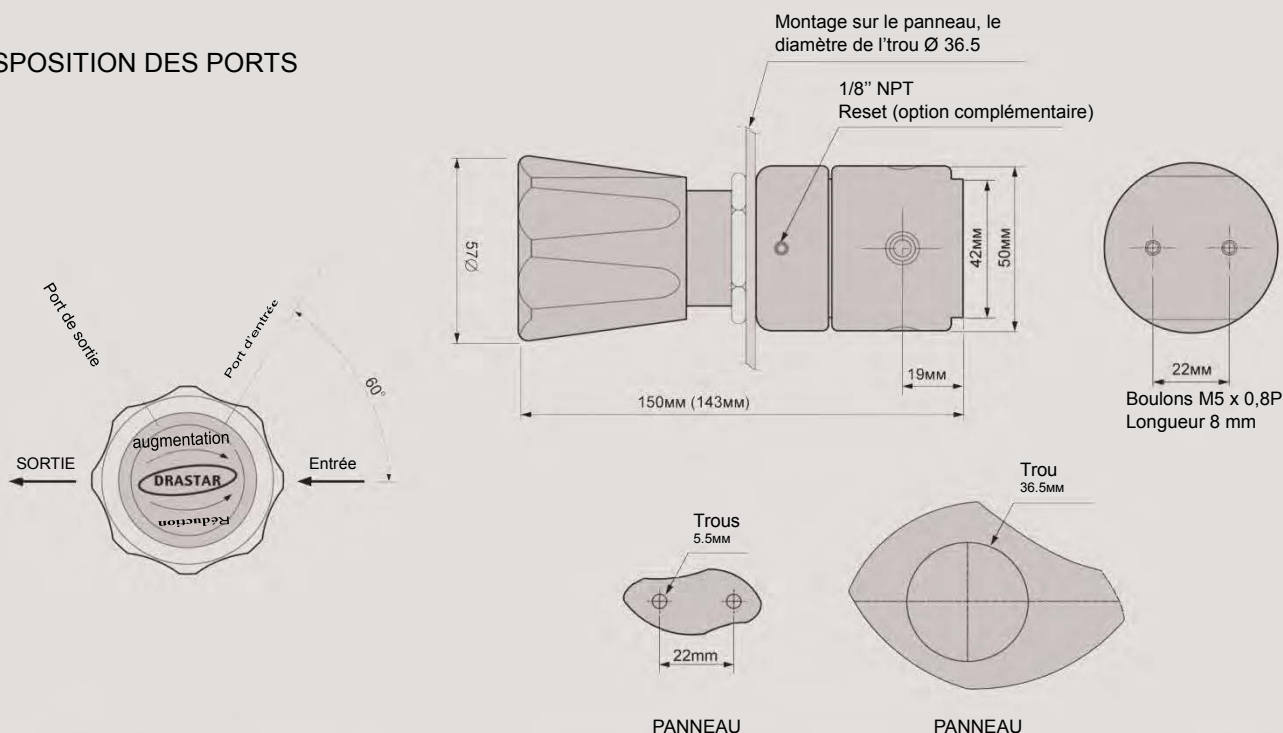 SPOSITION DES PORTS
Montage sur le panneau, le
diamètre de l'trou Ø 36.5
1/8’’ NPT
Reset (option complémentaire)
57Ø
42мм
50мм
19мм
150мм (143мм)
22мм
Boulons M5 x 0,8P
Longueur 8 mm
Port de sortie
Port d'entrée
60°
augmentation
SORTIE
DRASTAR
Entrée
Réduction
Trous
5.5мм
22mm
PANNEAU
Trou
36.5мм
PANNEAU